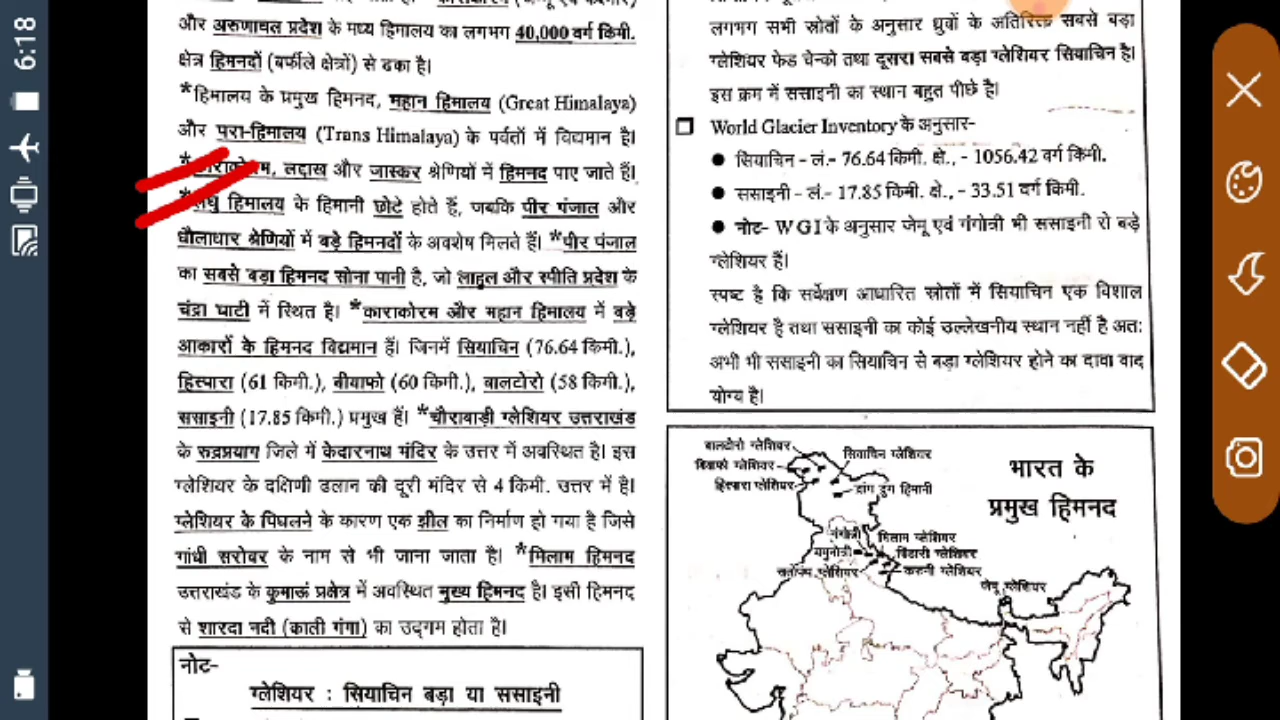 6:18
और अरुणाचल प्रदेश के मध्य हिमालय का लगभग 40,000 वर्ग किमी.
क्षेत्र हिमनदों (बर्फीले क्षेत्रों) से ढका है।
*हिमालय के प्रमुख हिमनद, महान हिमालय (Great Himalaya)
और परा-हिमालय (Trans Himalaya) के पर्वतों में विद्यमान है।
*काराकोरम, लद्दाख और जास्कर श्रेणियों में हिमनद पाए जाते हैं।
*लघु हिमालय के हिमानी छोटे होते हैं, जबकि पीर पंजाल और
धौलाधार श्रेणियों में बड़े हिमनदों के अवशेष मिलते हैं। *पीर पंजाल
का सबसे बड़ा हिमनद सोना पानी है, जो लाहुल और स्पीति प्रदेश के
चंद्रा घाटी में स्थित है। *काराकोरम और महान हिमालय में बड़े
आकारों के हिमनद विद्यमान हैं। जिनमें सियाचिन (76.64 किमी.),
हिस्पारा (61 किमी.), बीयाफो (60 किमी.), बालटोरो (58 किमी.),
ससाइनी (17.85 किमी.) प्रमुख हैं। *चौराबाड़ी ग्लेशियर उत्तराखंड
के रुद्रप्रयाग जिले में केदारनाथ मंदिर के उत्तर में अवस्थित है। इस
ग्लेशियर के दक्षिणी ढलान की दूरी मंदिर से 4 किमी. उत्तर में है।
ग्लेशियर के पिघलने के कारण एक झील का निर्माण हो गया है जिसे
गांधी सरोवर के नाम से भी जाना जाता है। *मिलाम हिमनद
उत्तराखंड के कुमाऊं प्रक्षेत्र में अवस्थित मुख्य हिमनद है। इसी हिमनद
से शारदा नदी (काली गंगा) का उद्गम होता है।
नोट-
ग्लेशियर : सियाचिन बड़ा या ससाइनी
लगभग सभी स्रोतों के अनुसार ध्रुवों के अतिरिक्त सबसे बड़ा
ग्लेशियर फेड चेन्को तथा दूसरा सबसे बड़ा ग्लेशियर सियाचिन है।
इस क्रम में ससाइनी का स्थान बहुत पीछे है।
World Glacier Inventory के अनुसार-
सियाचिन - लं.- 76.64 किमी. क्षे., - 1056.42 वर्ग किमी.
ससाइनी - लं.- 17.85 किमी. क्षे., - 33.51 वर्ग किमी.
नोट- WGI के अनुसार जेमू एवं गंगोत्री भी ससाइनी रो बड़े
ग्लेशियर हैं।
स्पष्ट है कि सर्वेक्षण आधारित स्रोतों में सियाचिन एक विशाल
ग्लेशियर है तथा ससाइनी का कोई उल्लेखनीय स्थान नहीं है अतः
अभी भी ससाइनी का सियाचिन से बड़ा ग्लेशियर होने का दावा वाद
योग्य है।
भारत के
प्रमुख हिमनद
बालटोरो ग्लेशियर
सियाचिन ग्लेशियर
बियाफो ग्लेशियर
हिस्पारा ग्लेशियर
द्रांग द्रुंग हिमानी
गंगोत्री
मिलाम ग्लेशियर
यमुनोत्री
पिंडारी ग्लेशियर
सतोपंथ ग्लेशियर
जेमू ग्लेशियर